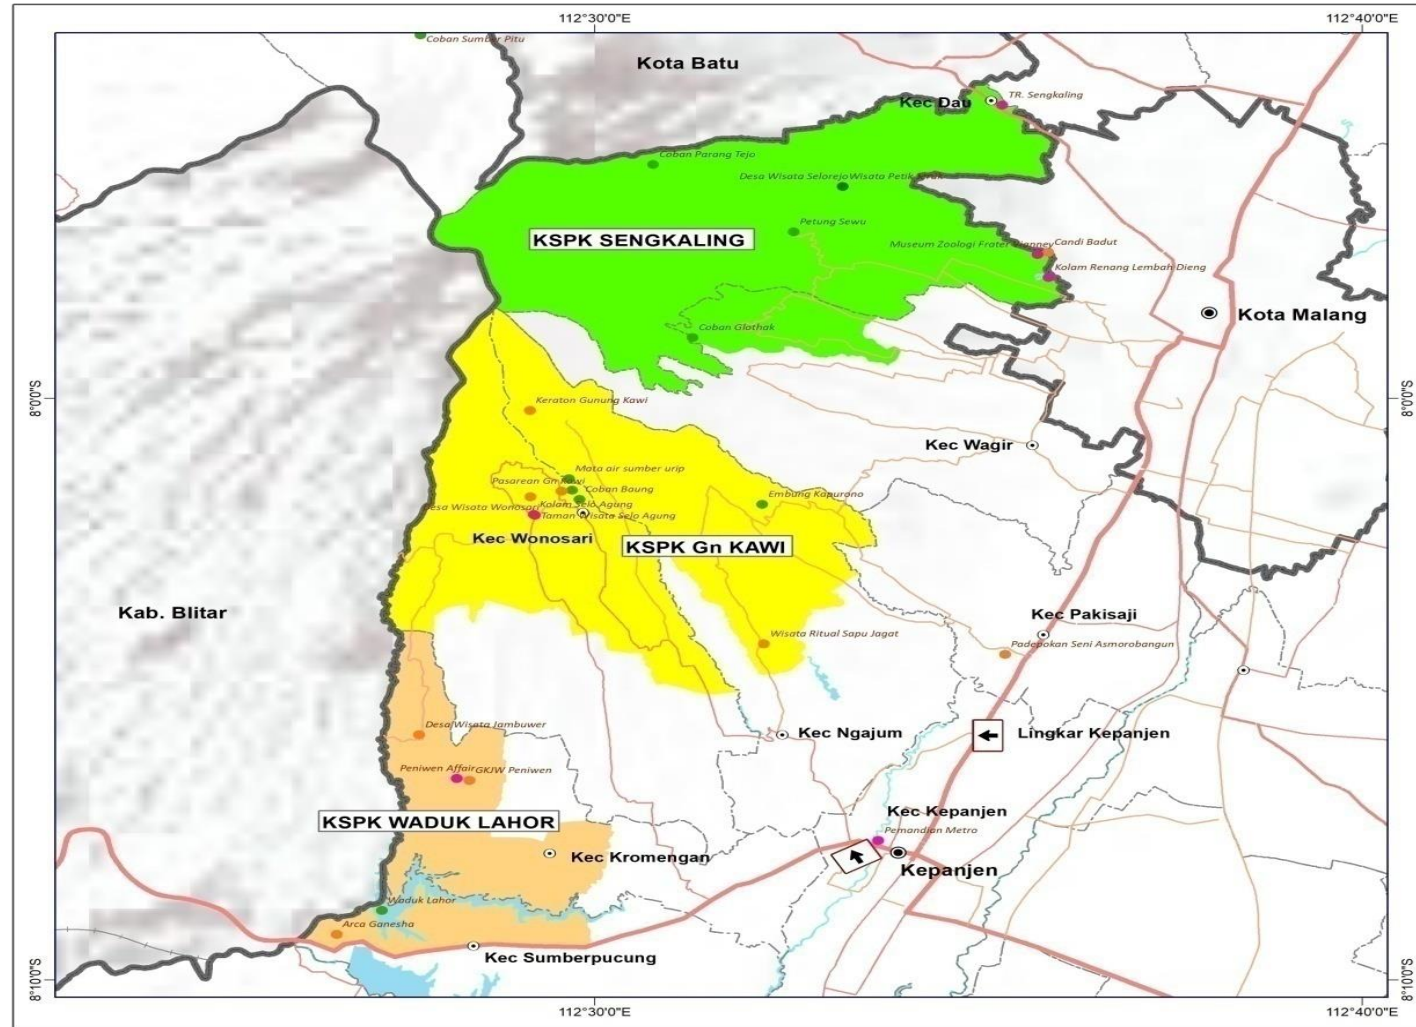 112°30'0"E
112°40'0"E
Coban Sumber Pitu
Kota Batu
Kec Dau
TR. Sengkaling
Coban Parang Tejo
Desa Wisata Selorejo
Wisata Petik
Petung Sewu
KSPK SENGKALING
Museum Zoologi Frater
Candi Badut
Kolam Renang Lembah Dieng
Kota Malang
Coban Glothak
8°0'0"S
8°0'0"S
Keraton Gunung Kawi
Kec Wagir
Mata air sumber urip
Pasarean Gn Kawi
Coban Baung
Embung Kapurono
Desa Wisata Wonosari
Kolam Selo Agung
Taman Wisata Selo Agung
Kec Wonosari
KSPK Gn KAWI
Kab. Blitar
Kec Pakisaji
Wisata Ritual Sapu Jagat
Padepokan Seni Asmorobangun
Desa Wisata Jambuwer
Kec Ngajum
Lingkar Kepanjen
Peniwen Affair
GKJW Peniwen
KSPK WADUK LAHOR
Kec Kepanjen
Pemandian Metro
Kec Kromengan
Kepanjen
Waduk Lahor
Arca Ganesha
Kec Sumberpucung
8°10'0"S
8°10'0"S
112°30'0"E
112°40'0"E